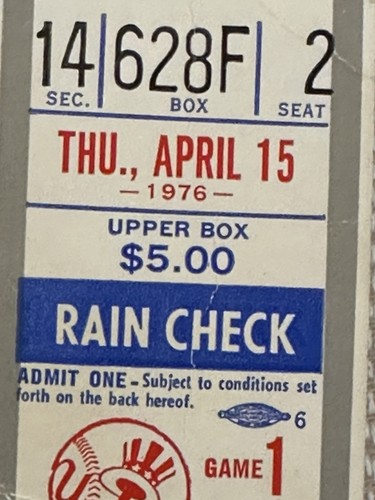 14 628F 2
SEC. BOX SEAT
THU., APRIL 15
—1976—
UPPER BOX
$5.00
RAIN CHECK
ADMIT ONE - Subject to conditions set
forth on the back hereof.
6
GAME 1